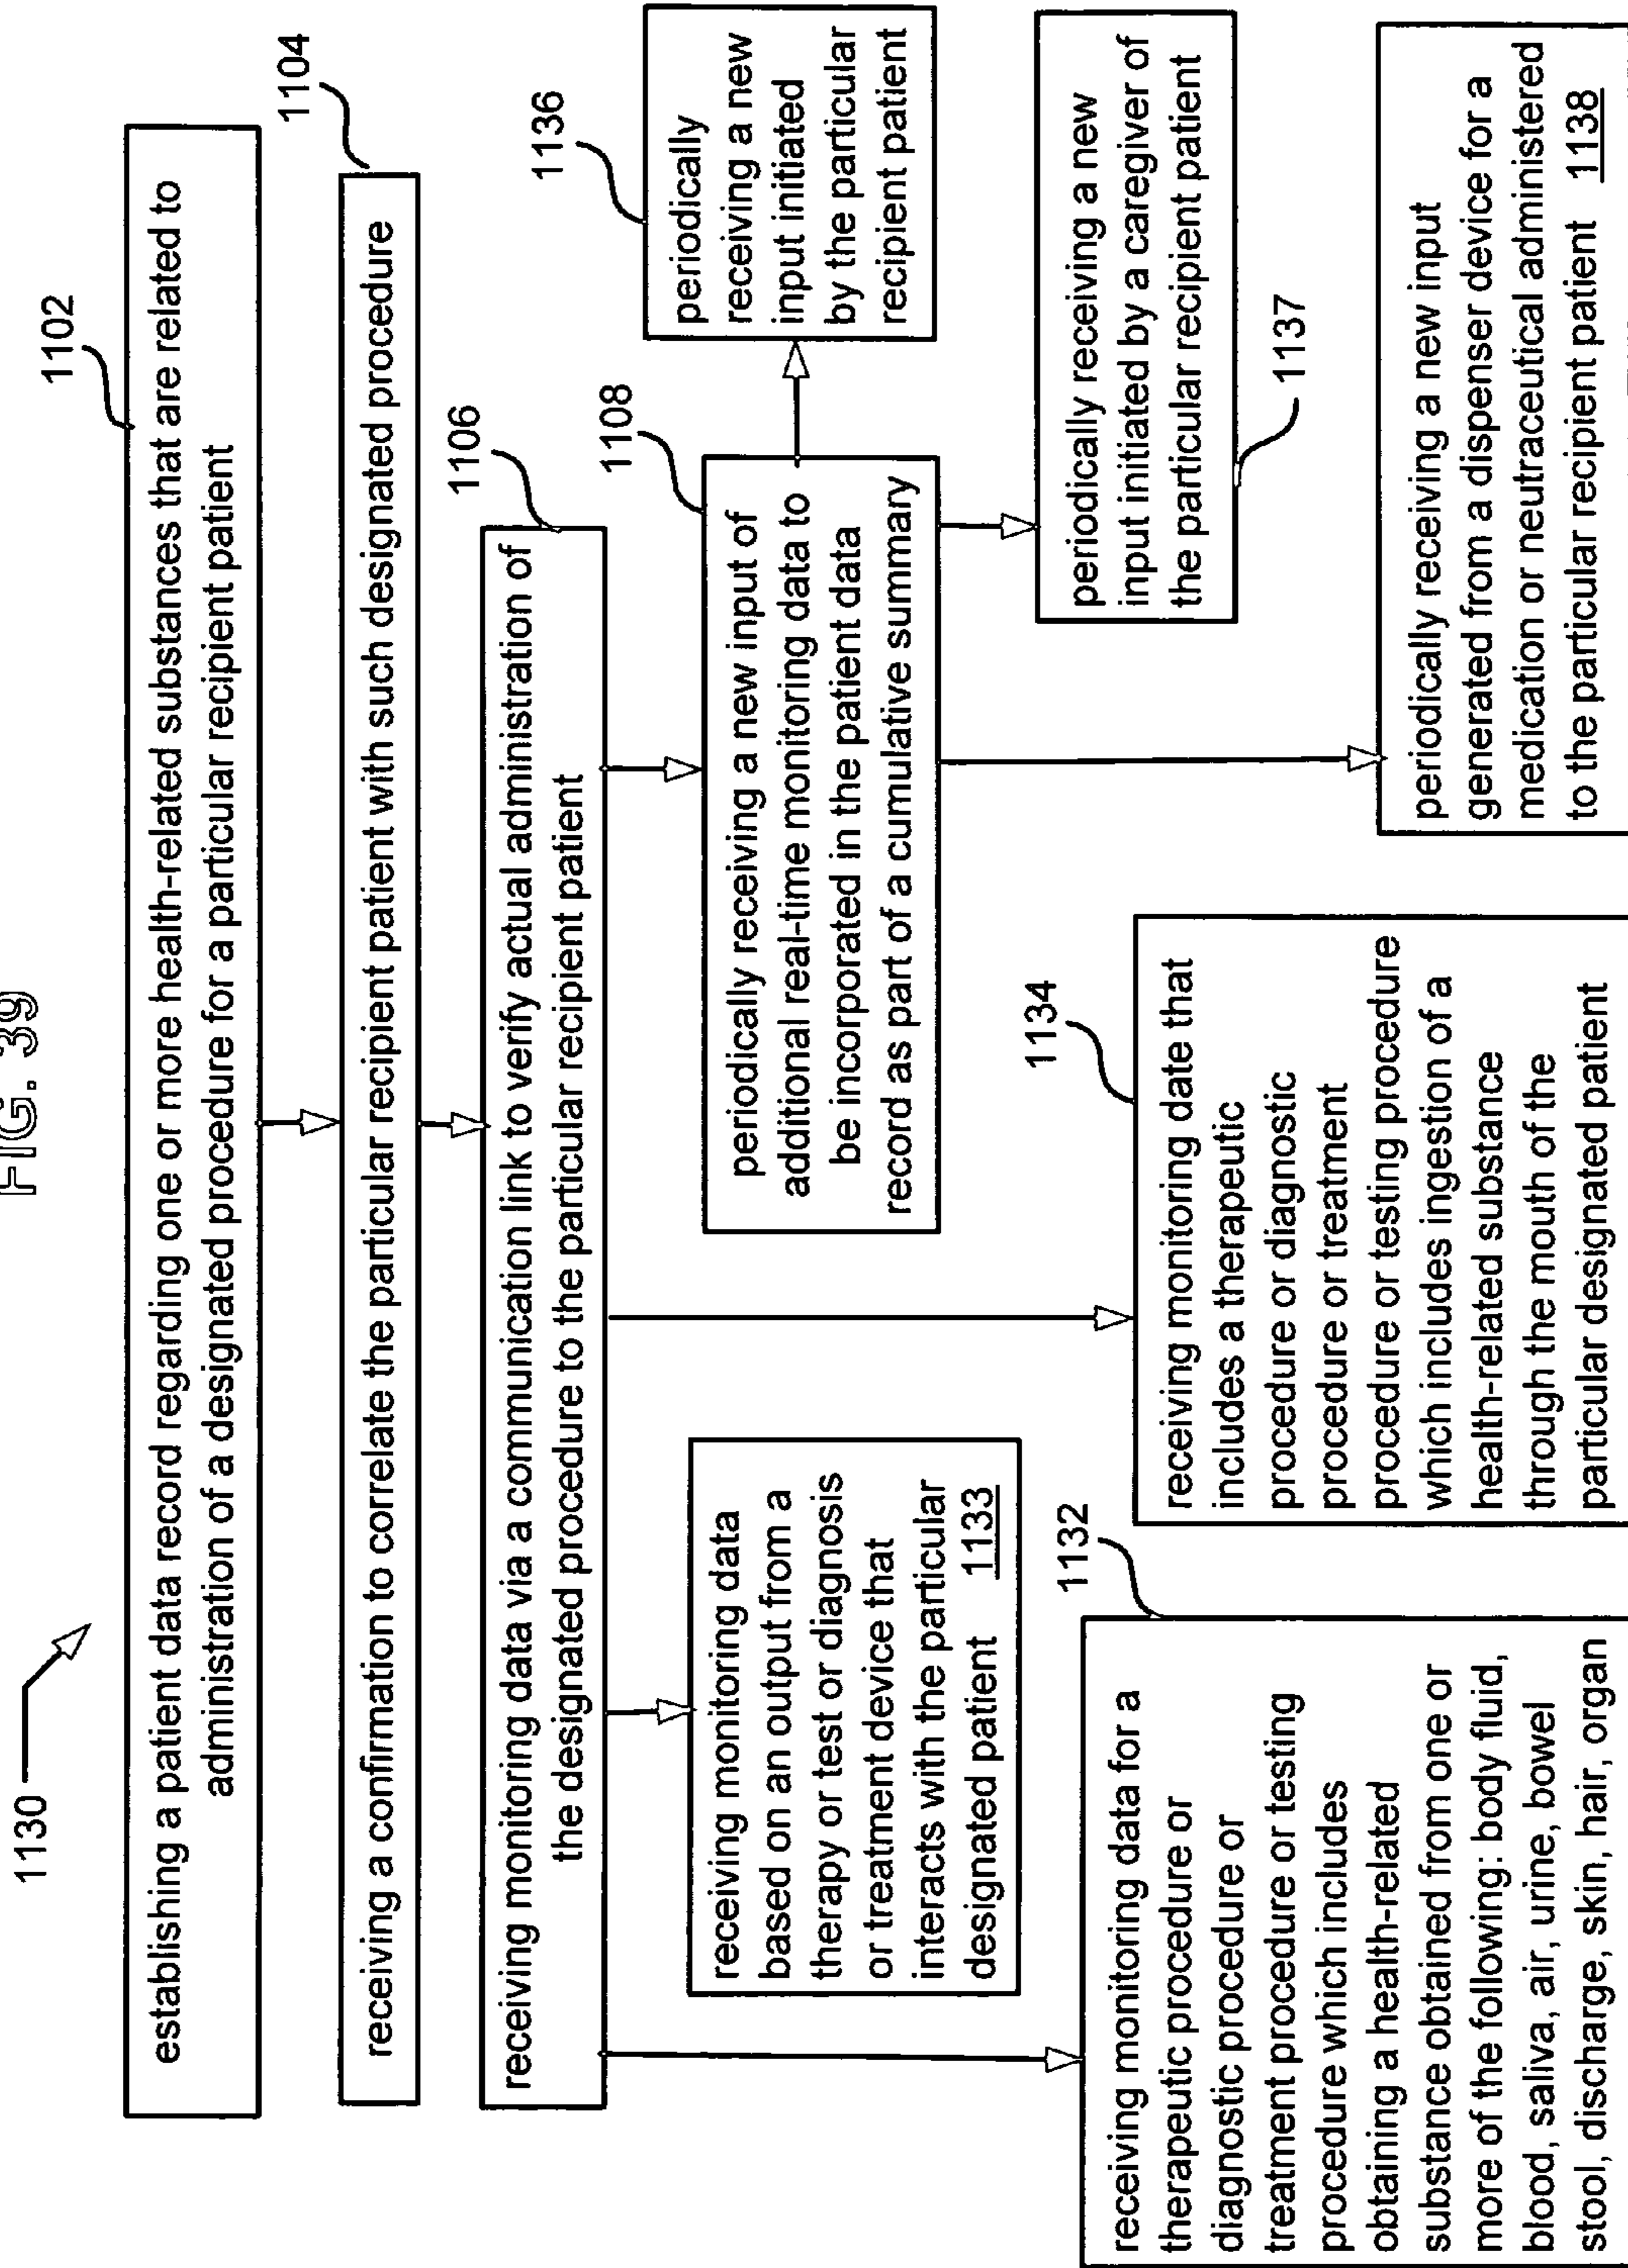 FIG. 39
1130
1102
establishing a patient data record regarding one or more health-related substances that are related to
administration of a designated procedure for a particular recipient patient
1104
receiving a confirmation to correlate the particular recipient patient with such designated procedure
1106
receiving monitoring data via a communication link to verify actual administration of
the designated procedure to the particular recipient patient
1108
periodically receiving a new input of
additional real-time monitoring data to
be incorporated in the patient data
record as part of a cumulative summary
1136
periodically
receiving a new
input initiated
by the particular
recipient patient
receiving monitoring data
based on an output from a
therapy or test or diagnosis
or treatment device that
interacts with the particular
designated patient 1133
periodically receiving a new
input initiated by a caregiver of
the particular recipient patient
1137
1132
receiving monitoring data for a
therapeutic procedure or
diagnostic procedure or
treatment procedure or testing
procedure which includes
obtaining a health-related
substance obtained from one or
more of the following: body fluid,
blood, saliva, air, urine, bowel
stool, discharge, skin, hair, organ
1134
receiving monitoring date that
includes a therapeutic
procedure or diagnostic
procedure or treatment
procedure or testing procedure
which includes ingestion of a
health-related substance
through the mouth of the
particular designated patient
periodically receiving a new input
generated from a dispenser device for a
medication or neutraceutical administered
to the particular recipient patient 1138